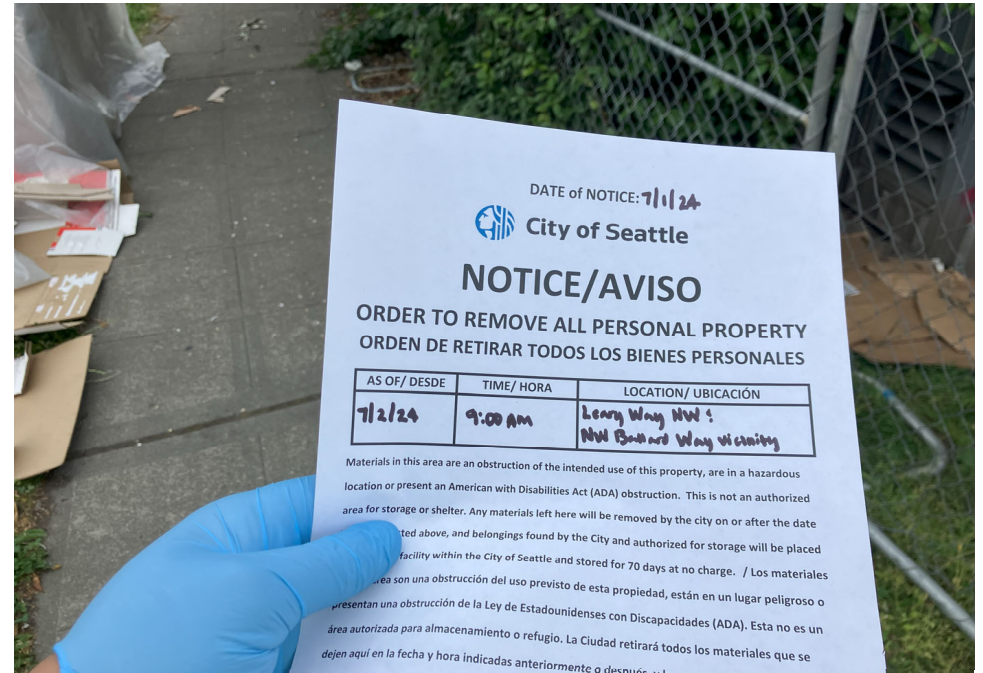 DATE of NOTICE: 7/1/24
City of Seattle
NOTICE/AVISO
ORDER TO REMOVE ALL PERSONAL PROPERTY
ORDEN DE RETIRAR TODOS LOS BIENES PERSONALES
AS OF/ DESDE TIME/ HORA LOCATION/ UBICACIÓN
7/2/24 9:00 AM Leary Way NW &
NW Ballard Way vicinity
Materials in this area are an obstruction of the intended use of this property, are in a hazardous
location or present an American with Disabilities Act (ADA) obstruction. This is not an authorized
area for storage or shelter. Any materials left here will be removed by the city on or after the date
above, and belongings found by the City and authorized for storage will be placed
facility within the City of Seattle and stored for 70 days at no charge. / Los materiales
son una obstrucción del uso previsto de esta propiedad, están en un lugar peligroso o
presentan una obstrucción de la Ley de Estadounidenses con Discapacidades (ADA). Esta no es un
área autorizada para almacenamiento o refugio. La Ciudad retirará todos los materiales que se
dejen aquí en la fecha y hora indicadas anteriormente o después